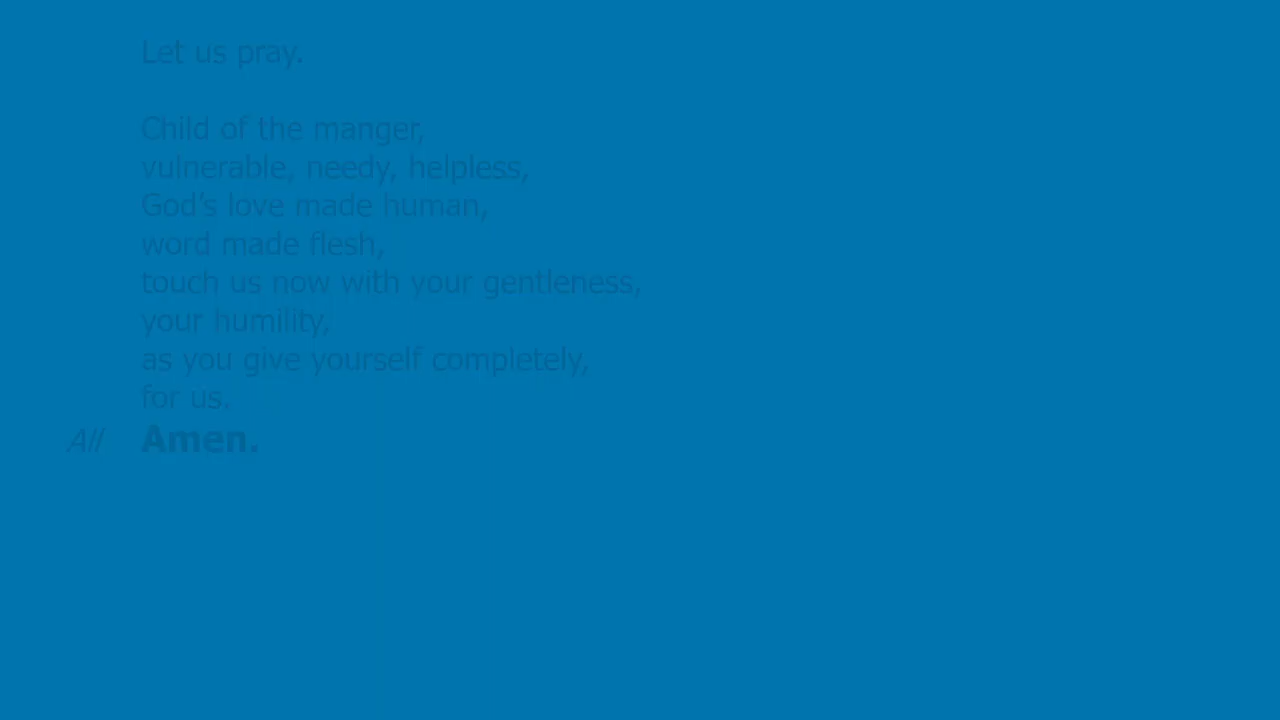 Let us pray.
Child of the manger,
vulnerable, needy, helpless,
God’s love made human,
word made flesh,
touch us now with your gentleness,
your humility,
as you give yourself completely,
for us.
All Amen.